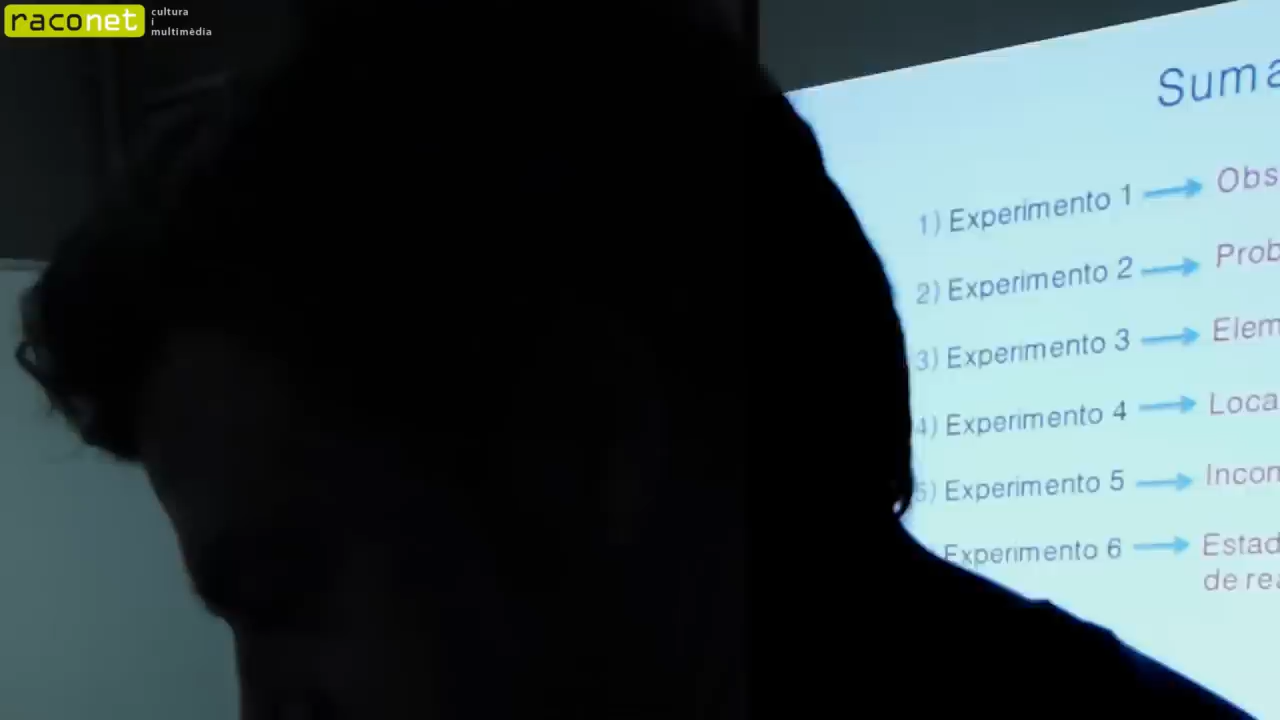 raconet
cultura
i
multimèdia
Suma
1) Experimento 1 → Obs
2) Experimento 2 → Prob
3) Experimento 3 → Elem
4) Experimento 4 → Loca
5) Experimento 5 → Incon
Experimento 6 → Estad
de rea